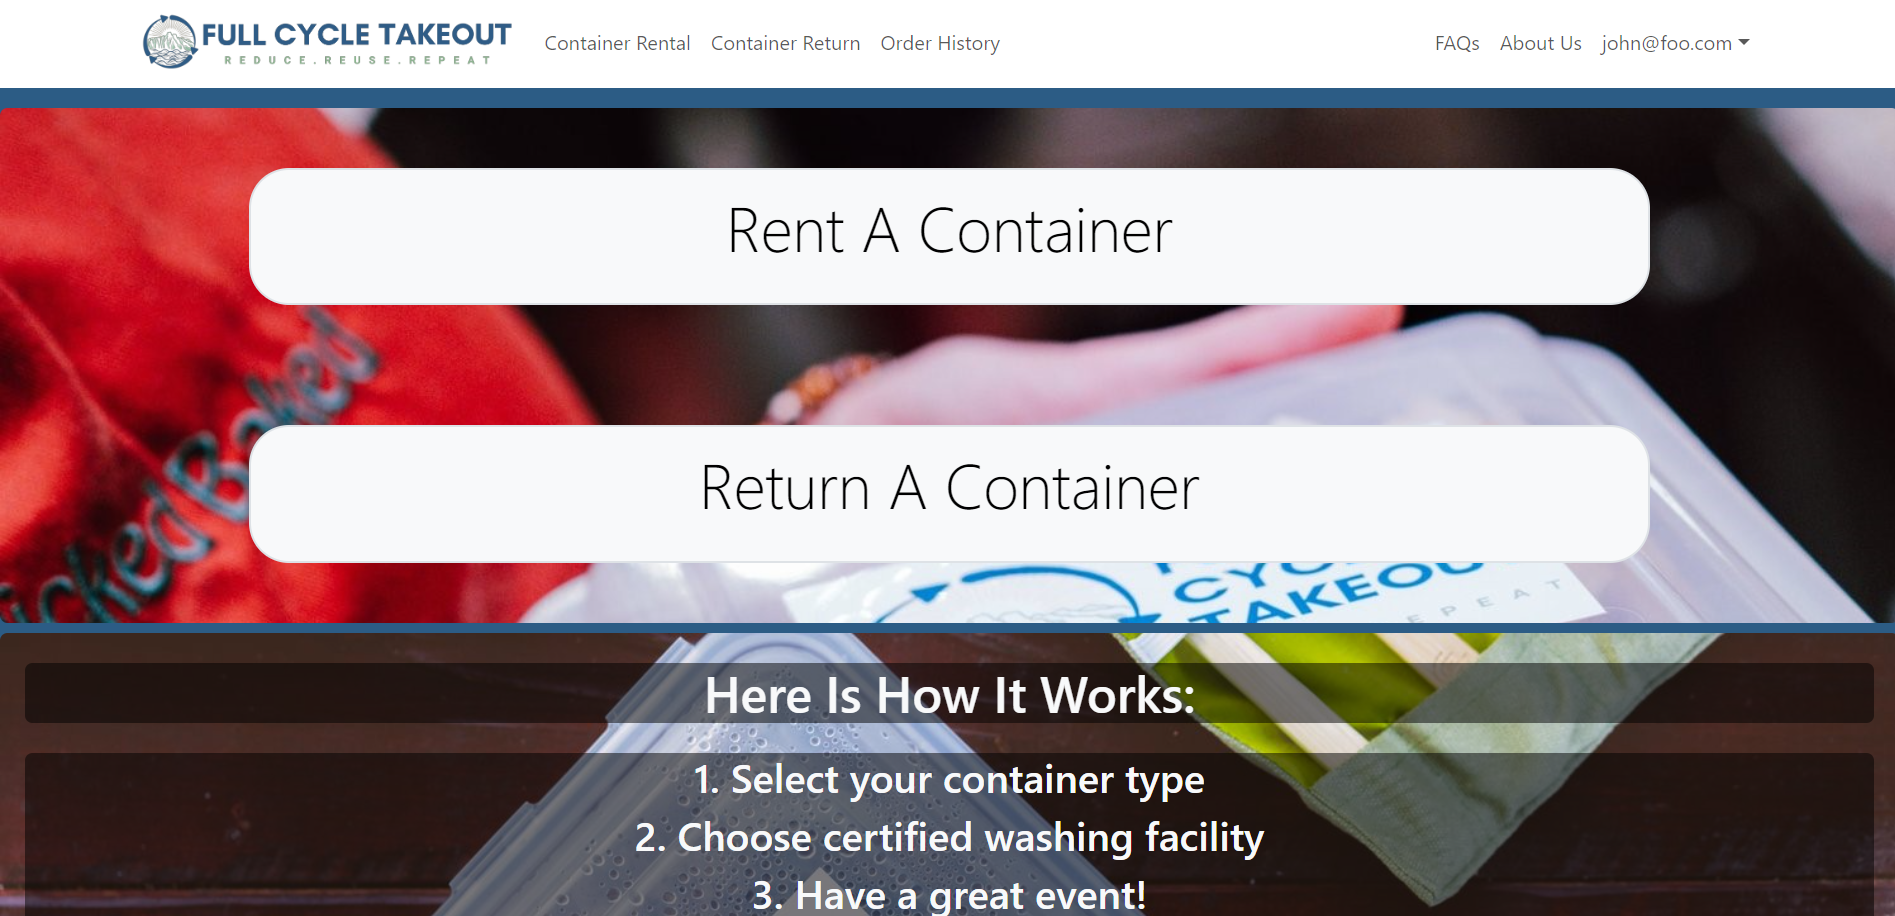 FULL CYCLE TAKEOUT
REDUCE.REUSE.REPEAT
Container Rental Container Return Order History
FAQs About Us john@foo.com
Rent A Container
Return A Container
ickedBaked
CYC
TAKEOUT
REPEAT
Here Is How It Works:
1. Select your container type
2. Choose certified washing facility
3. Have a great event!